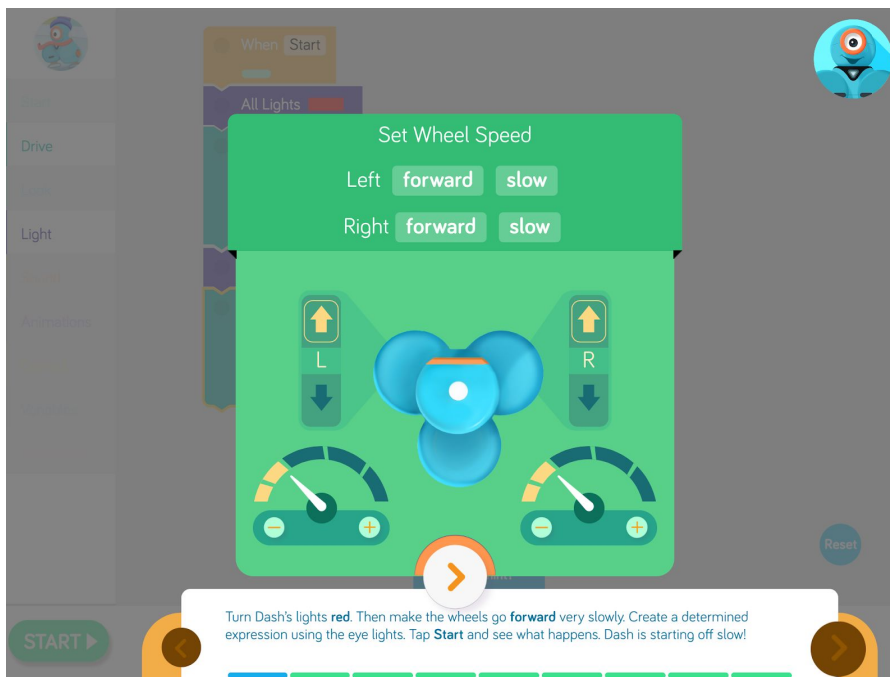 When Start
All Lights
Drive
Light
Set Wheel Speed
Left forward slow
Right forward slow
L
R
Reset
START
Turn Dash's lights red. Then make the wheels go forward very slowly. Create a determined
expression using the eye lights. Tap Start and see what happens. Dash is starting off slow!